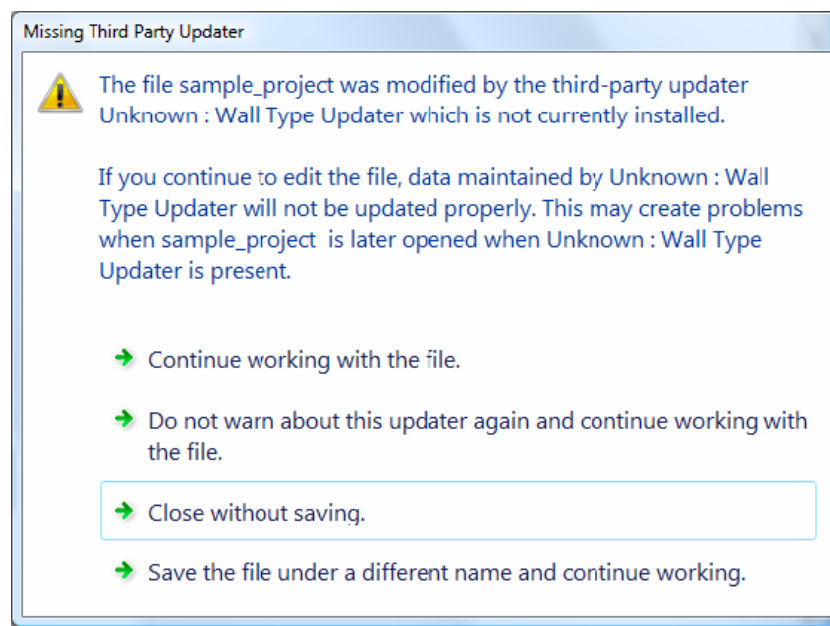 Missing Third Party Updater
The file sample_project was modified by the third-party updater
Unknown : Wall Type Updater which is not currently installed.
If you continue to edit the file, data maintained by Unknown : Wall
Type Updater will not be updated properly. This may create problems
when sample_project is later opened when Unknown : Wall Type
Updater is present.
Continue working with the file.
Do not warn about this updater again and continue working with
the file.
Close without saving.
Save the file under a different name and continue working.